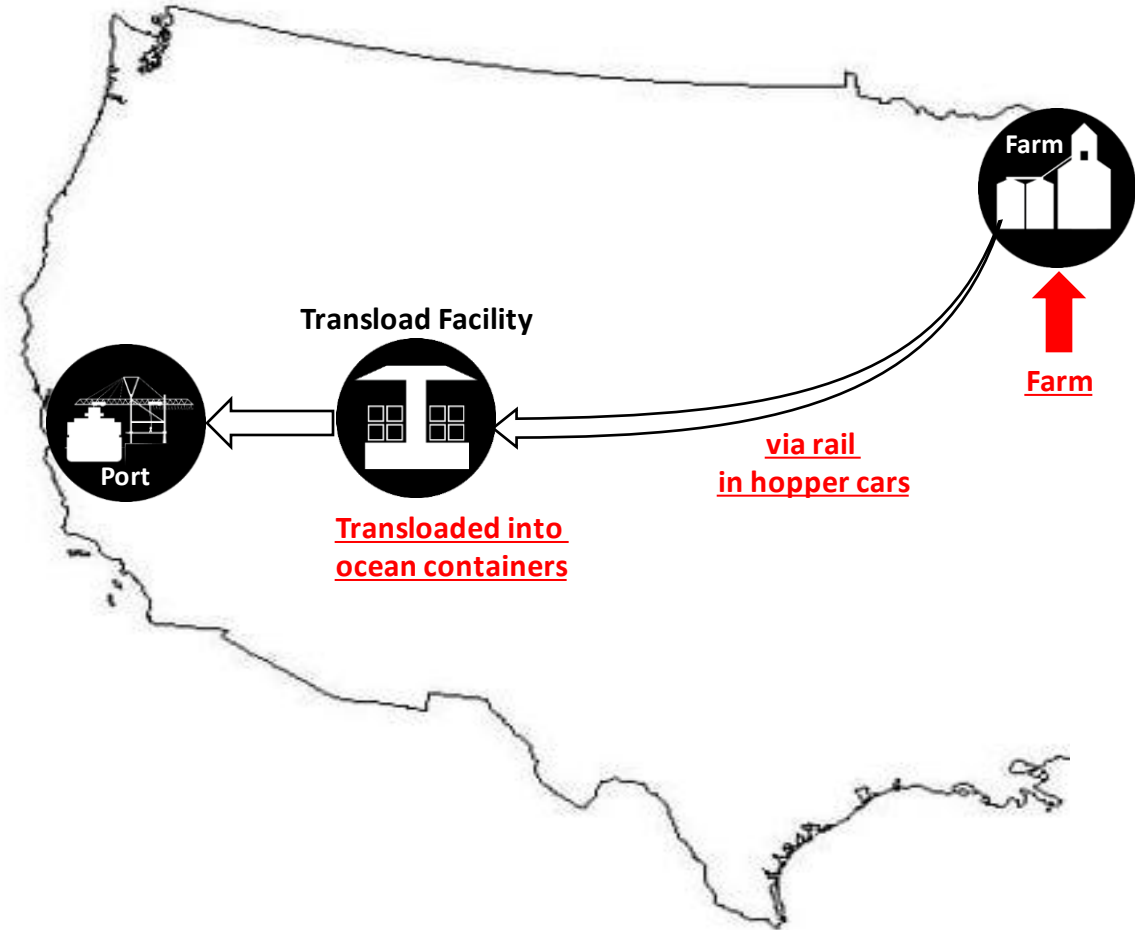 Farm
Transload Facility
Farm
via rail
in hopper cars
Port
Transloaded into
ocean containers